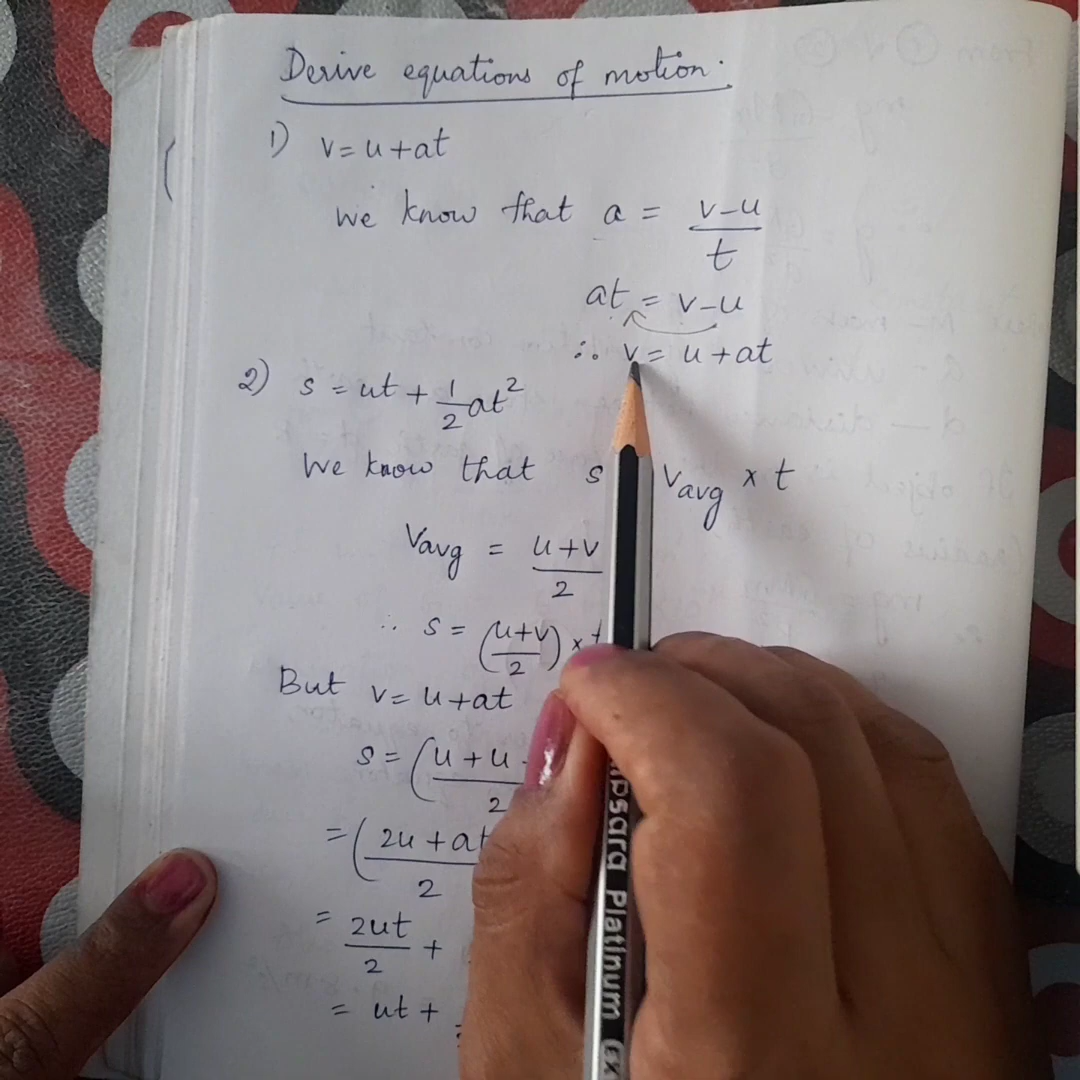 Derive equations of motion.
1) v = u + at
We know that a = v-u / t
at = v-u
∴ v = u + at
2) s = ut + 1/2 at²
We know that s Vavg × t
Vavg = u+v / 2
∴ s = (u+v / 2) × t
But v = u + at
s = (u + u / 2
= (2u + at / 2
= 2ut / 2 +
= ut +
Apsara Platinum